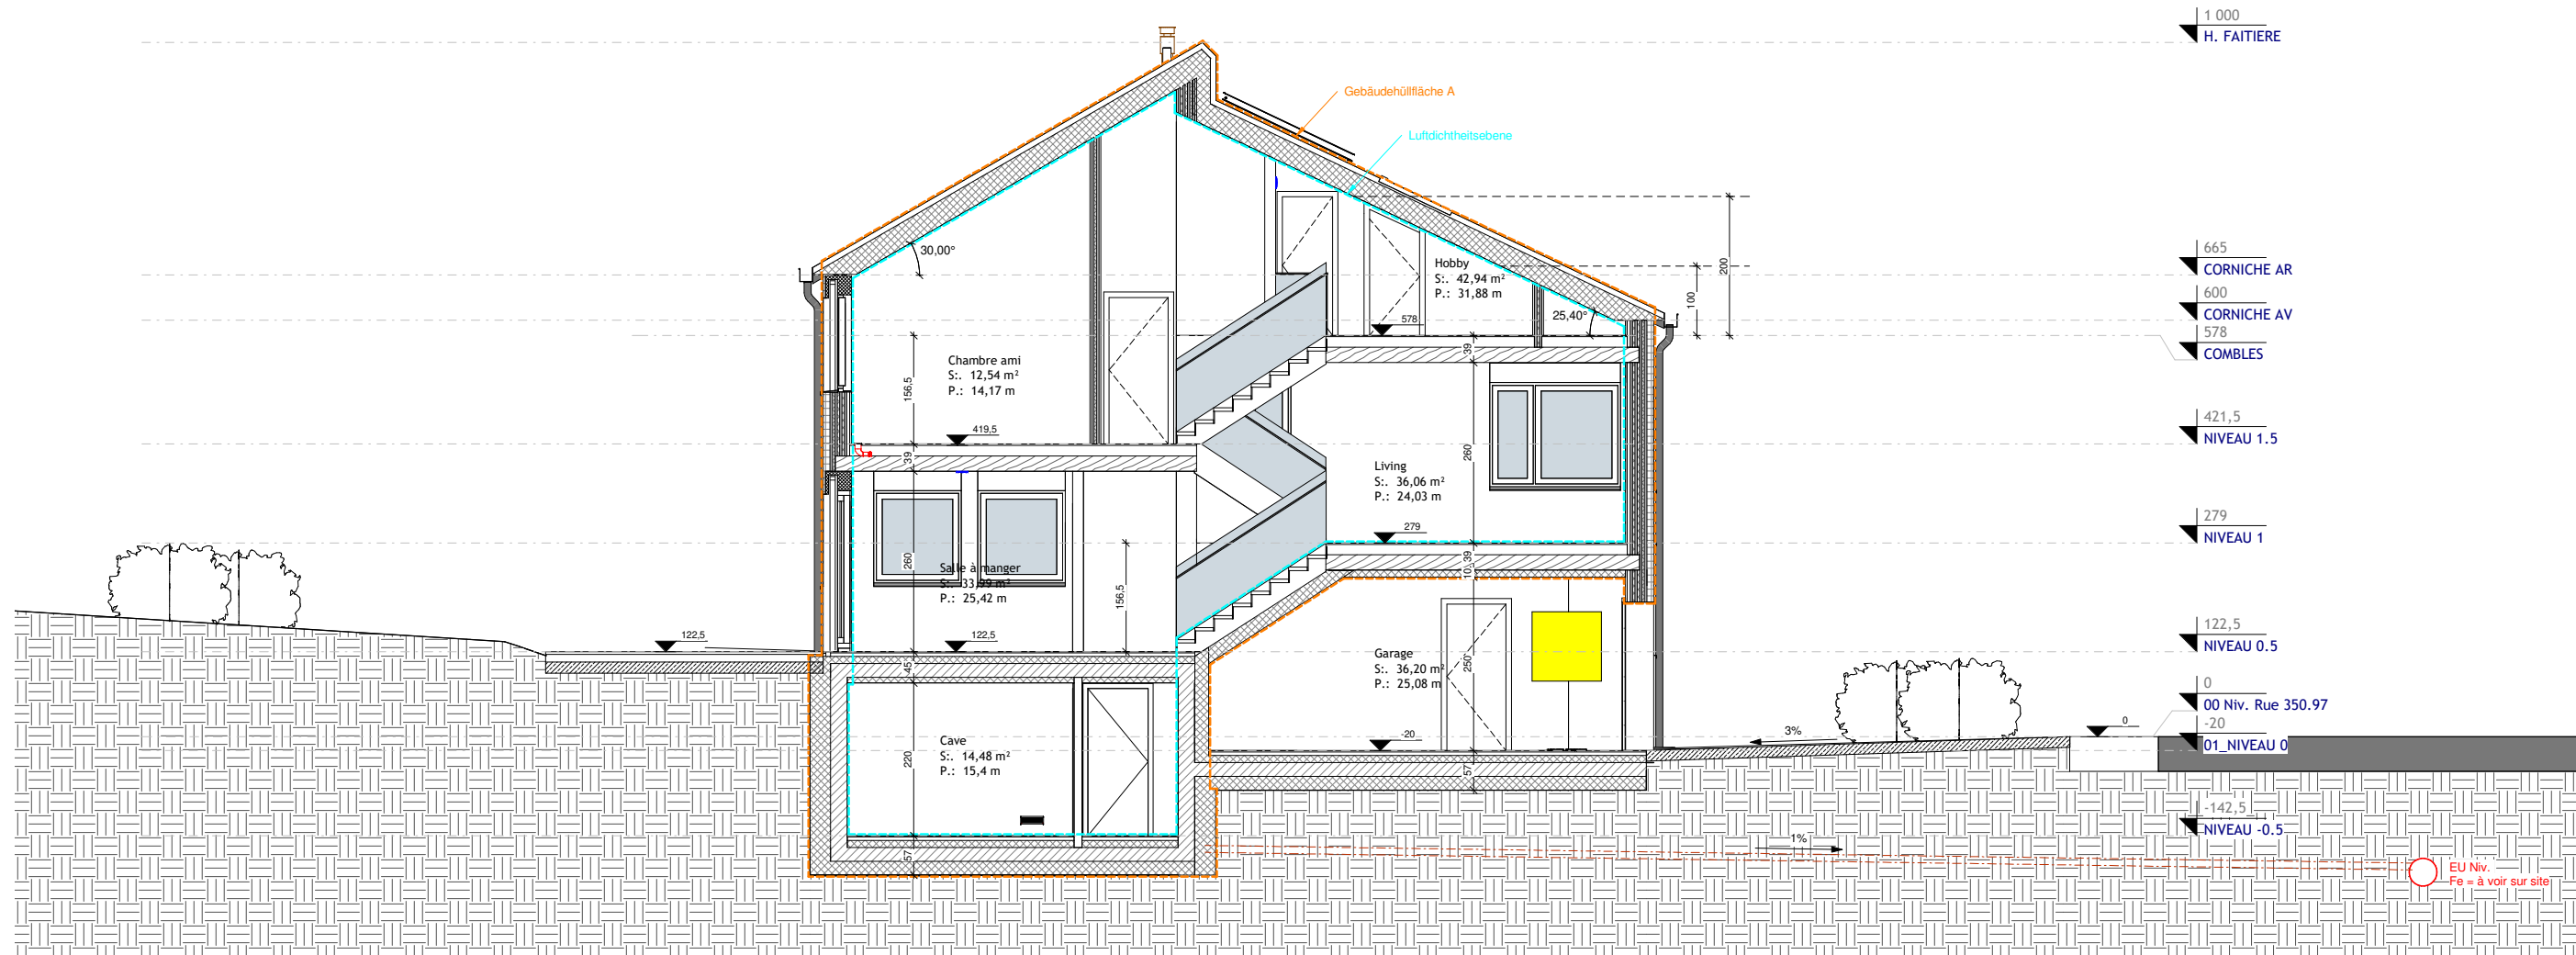 1 000
H. FAITIERE
Gebäudehüllfläche A
Luftdichtheitsebene
30,00°
665
CORNICHE AR
Hobby
S:. 42,94 m²
P.: 31,88 m
200
100
600
CORNICHE AV
25,40°
578
578
COMBLES
39
Chambre ami
S:. 12,54 m²
P.: 14,17 m
156,5
421,5
NIVEAU 1.5
419,5
39
260
Living
S:. 36,06 m²
P.: 24,03 m
279
279
NIVEAU 1
260
Salle à manger
S:. 33,99 m²
P.: 25,42 m
156,5
39
10
122,5
122,5
122,5
NIVEAU 0.5
45
Garage
S:. 36,20 m²
P.: 25,08 m
250
0
00 Niv. Rue 350.97
-20
01_NIVEAU 0
0
3%
-20
Cave
S:. 14,48 m²
P.: 15,4 m
220
57
-142,5
NIVEAU -0.5
1%
57
EU Niv.
Fe = à voir sur site